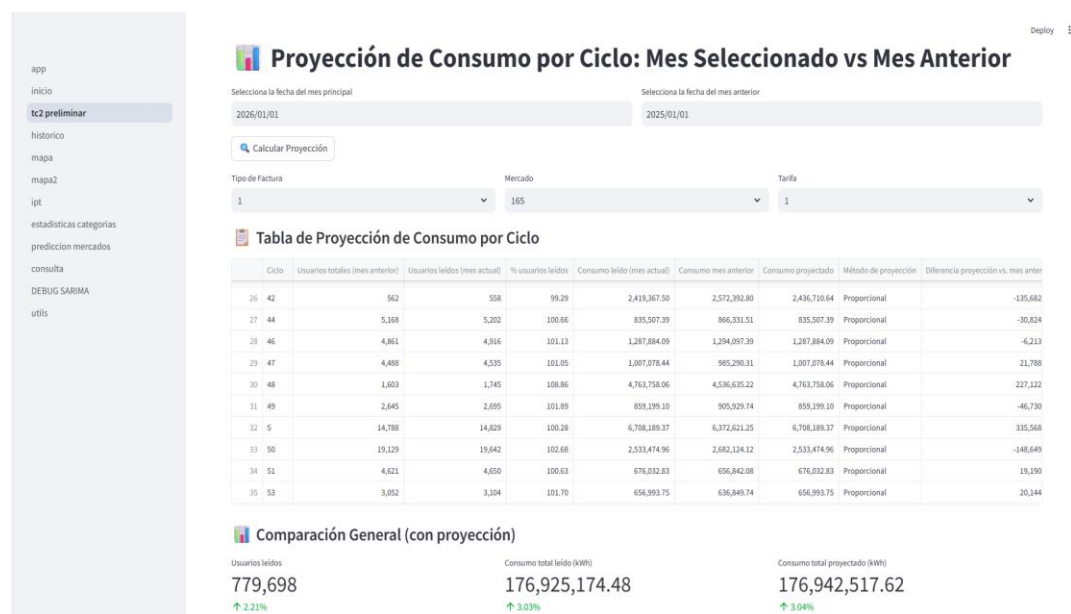 Deploy
app
inicio
tc2 preliminar
historico
mapa
mapa2
ipt
estadisticas categorias
prediccion mercados
consulta
DEBUG SARIMA
utils
Proyección de Consumo por Ciclo: Mes Seleccionado vs Mes Anterior
Selecciona la fecha del mes principal Selecciona la fecha del mes anterior
2026/01/01 2025/01/01
Calcular Proyección
Tipo de Factura Mercado Tarifa
1 165 1
Tabla de Proyección de Consumo por Ciclo
Ciclo Usuarios totales (mes anterior) Usuarios leídos (mes actual) % usuarios leídos Consumo leído (mes actual) Consumo mes anterior Consumo proyectado Método de proyección Diferencia proyección vs. mes anter
26 42 562 558 99.29 2,419,367.50 2,572,392.80 2,436,710.64 Proporcional -135,682
27 44 5,168 5,202 100.66 835,507.39 866,331.51 835,507.39 Proporcional -30,824
28 46 4,861 4,916 101.13 1,287,884.09 1,294,097.39 1,287,884.09 Proporcional -6,213
29 47 4,488 4,535 101.05 1,007,078.44 985,290.31 1,007,078.44 Proporcional 21,788
30 48 1,603 1,745 108.86 4,763,758.06 4,536,635.22 4,763,758.06 Proporcional 227,122
31 49 2,645 2,695 101.89 859,199.10 905,929.74 859,199.10 Proporcional -46,730
32 5 14,788 14,829 100.28 6,708,189.37 6,372,621.25 6,708,189.37 Proporcional 335,568
33 50 19,129 19,642 102.68 2,533,474.96 2,682,124.12 2,533,474.96 Proporcional -148,649
34 51 4,621 4,650 100.63 676,032.83 656,842.08 676,032.83 Proporcional 19,190
35 53 3,052 3,104 101.70 656,993.75 636,849.74 656,993.75 Proporcional 20,144
Comparación General (con proyección)
Usuarios leídos Consumo total leído (kWh) Consumo total proyectado (kWh)
779,698 176,925,174.48 176,942,517.62
↑ 2.21% ↑ 3.03% ↑ 3.04%